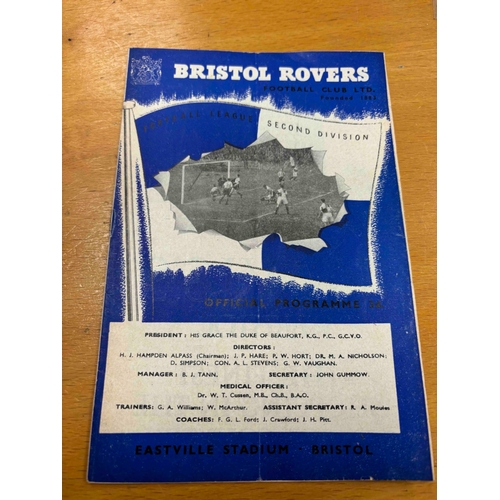 BRISTOL ROVERS
FOOTBALL CLUB LTD.
Founded 1883
FOOTBALL LEAGUE SECOND DIVISION
OFFICIAL PROGRAMME
PRESIDENT : HIS GRACE THE DUKE OF BEAUFORT, K.G., P.C., G.C.V.O.
DIRECTORS :
H. J. HAMPDEN ALPASS (Chairman); J. P. HARE; P. W. HORT; DR. M. A. NICHOLSON;
D. SIMPSON; CON. A. L. STEVENS; G. W. VAUGHAN.
MANAGER : B. J. TANN. SECRETARY : JOHN GUMMOW.
MEDICAL OFFICER :
Dr. W. T. Cussen, M.B., Ch.B., B.A.O.
TRAINERS: G. A. Williams; W. McArthur. ASSISTANT SECRETARY: R. A. Moules
COACHES: F. G. L. Ford; J. Crawford; J. H. Pitt.
EASTVILLE STADIUM - BRISTOL